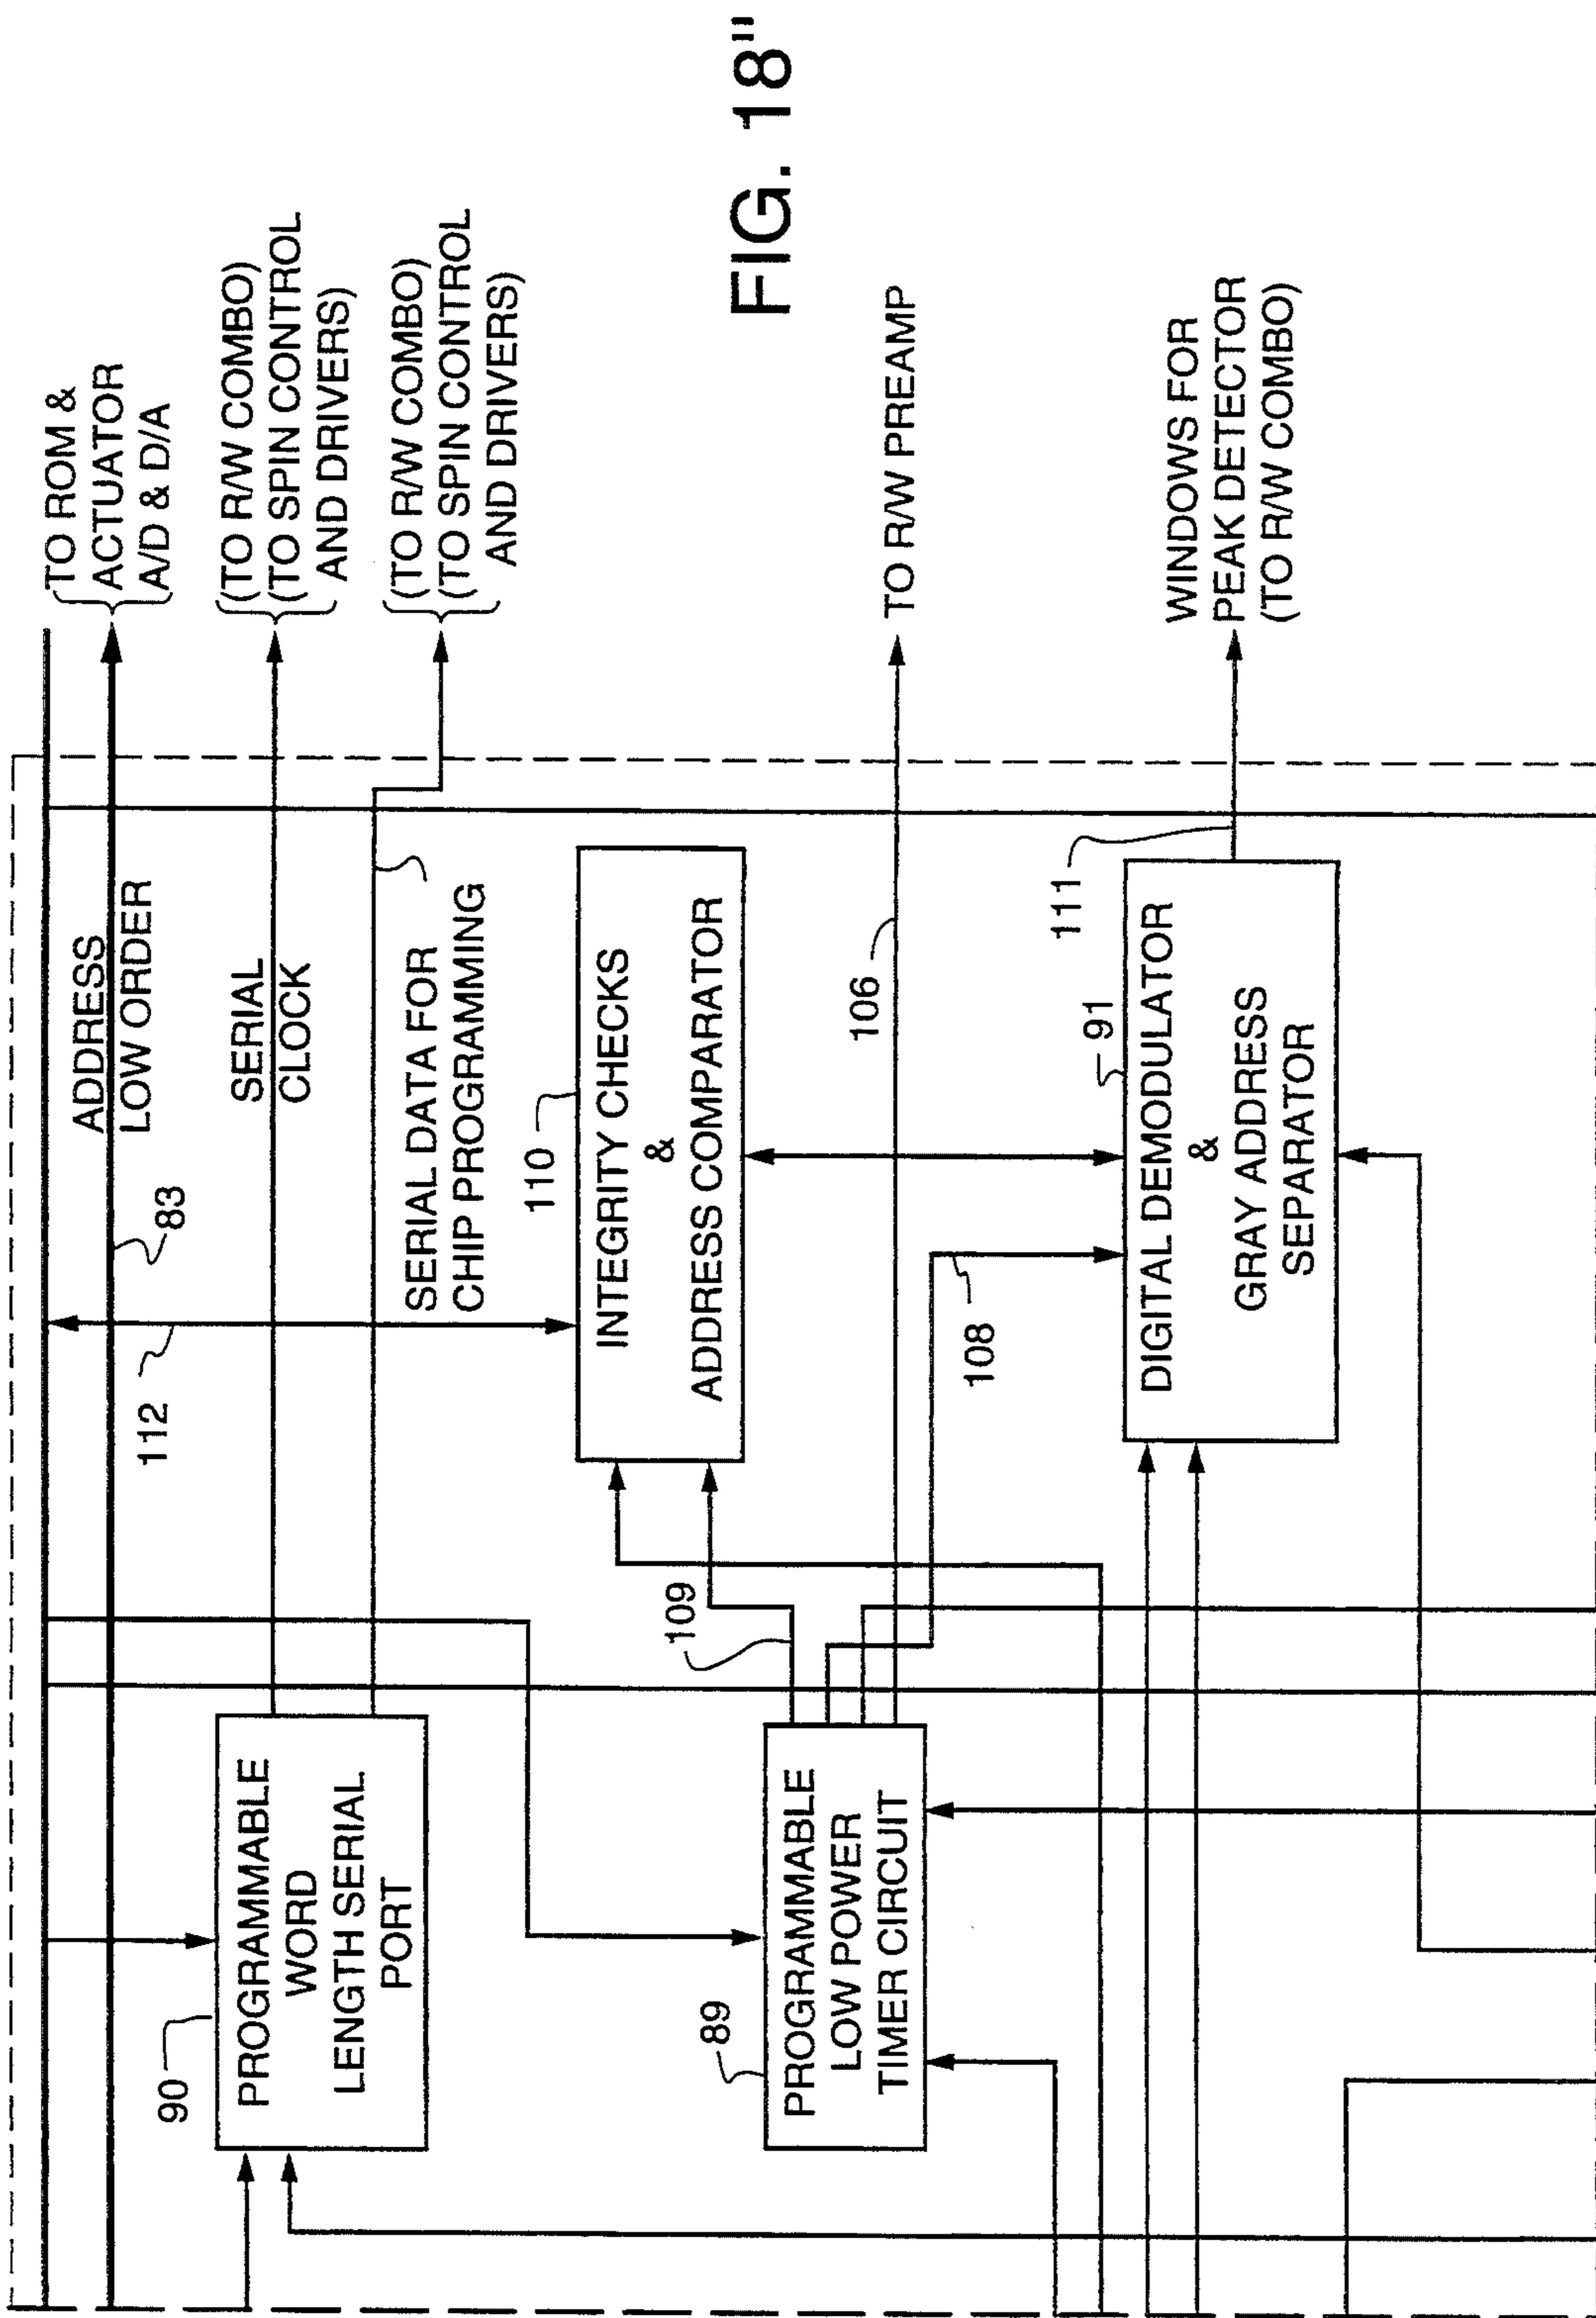 TO ROM &
ACTUATOR
A/D & D/A
(TO R/W COMBO)
(TO SPIN CONTROL
AND DRIVERS)
(TO R/W COMBO)
(TO SPIN CONTROL
AND DRIVERS)
FIG. 18"
TO R/W PREAMP
WINDOWS FOR
PEAK DETECTOR
(TO R/W COMBO)
ADDRESS
LOW ORDER
83
112
SERIAL
CLOCK
SERIAL DATA FOR
CHIP PROGRAMMING
110
INTEGRITY CHECKS
&
ADDRESS COMPARATOR
106
111
91
108
DIGITAL DEMODULATOR
&
GRAY ADDRESS
SEPARATOR
109
90
PROGRAMMABLE
WORD
LENGTH SERIAL
PORT
89
PROGRAMMABLE
LOW POWER
TIMER CIRCUIT